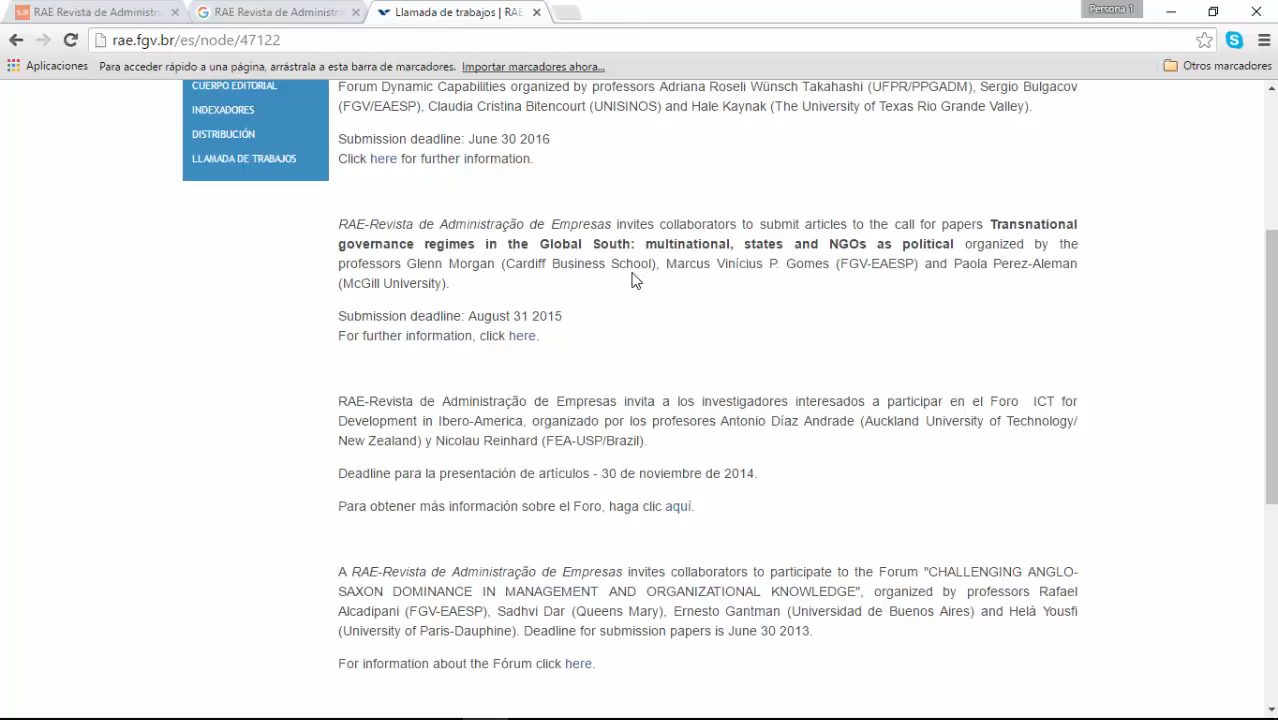 RAE Revista de Administra
RAE Revista de Administr
Llamada de trabajos | RAE
Persona 1
rae.fgv.br/es/node/47122
Aplicaciones Para acceder rápido a una página, arrástrala a esta barra de marcadores. Importar marcadores ahora... Otros marcadores
CUERPO EDITORIAL
INDEXADORES
DISTRIBUCIÓN
LLAMADA DE TRABAJOS
Forum Dynamic Capabilities organized by professors Adriana Roseli Wünsch Takahashi (UFPR/PPGADM), Sergio Bulgacov
(FGV/EAESP), Claudia Cristina Bitencourt (UNISINOS) and Hale Kaynak (The University of Texas Rio Grande Valley).
Submission deadline: June 30 2016
Click here for further information.
RAE-Revista de Administração de Empresas invites collaborators to submit articles to the call for papers Transnational
governance regimes in the Global South: multinational, states and NGOs as political organized by the
professors Glenn Morgan (Cardiff Business School), Marcus Vinícius P. Gomes (FGV-EAESP) and Paola Perez-Aleman
(McGill University).
Submission deadline: August 31 2015
For further information, click here.
RAE-Revista de Administração de Empresas invita a los investigadores interesados a participar en el Foro ICT for
Development in Ibero-America, organizado por los profesores Antonio Díaz Andrade (Auckland University of Technology/
New Zealand) y Nicolau Reinhard (FEA-USP/Brazil).
Deadline para la presentación de artículos - 30 de noviembre de 2014.
Para obtener más información sobre el Foro, haga clic aquí.
A RAE-Revista de Administração de Empresas invites collaborators to participate to the Forum "CHALLENGING ANGLO-
SAXON DOMINANCE IN MANAGEMENT AND ORGANIZATIONAL KNOWLEDGE", organized by professors Rafael
Alcadipani (FGV-EAESP), Sadhvi Dar (Queens Mary), Ernesto Gantman (Universidad de Buenos Aires) and Helá Yousfi
(University of Paris-Dauphine). Deadline for submission papers is June 30 2013.
For information about the Fórum click here.